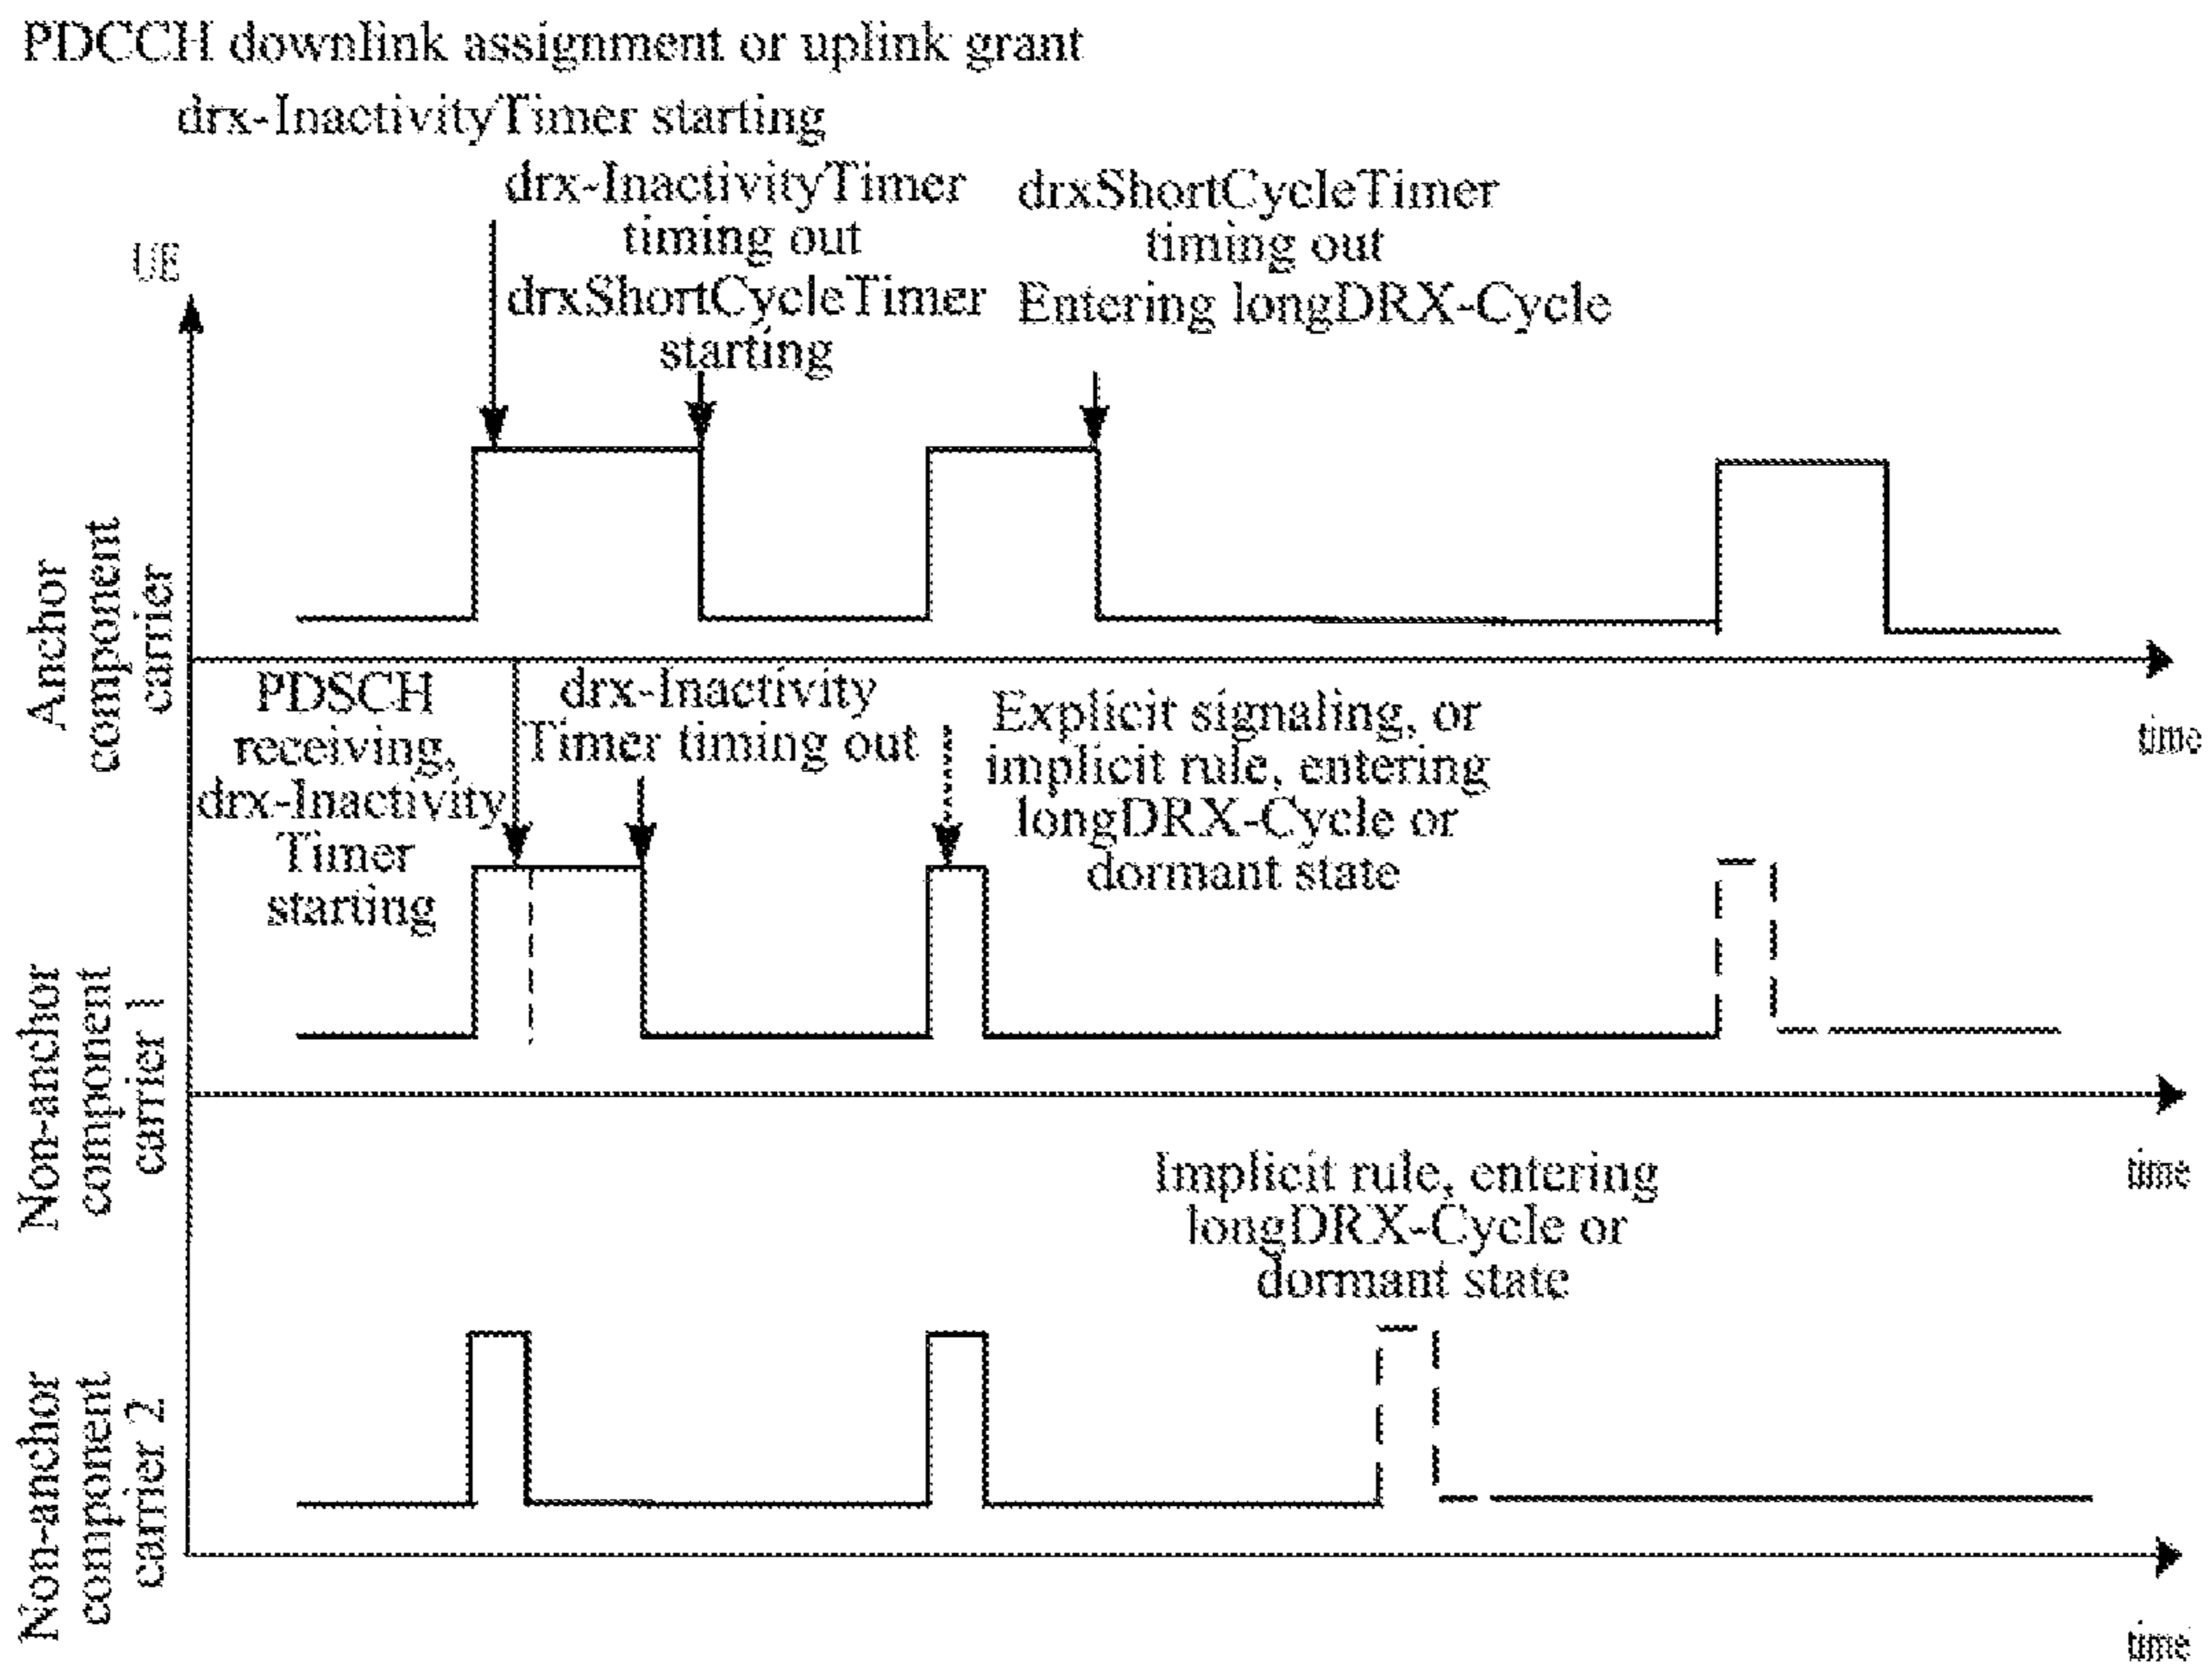 PDCCH downlink assignment or uplink grant
drx-InactivityTimer starting
drx-InactivityTimer
timing out
drxShortCycleTimer
starting
drxShortCycleTimer
timing out
Entering longDRX-Cycle
UE
Anchor
component
carrier
time
PDSCH
receiving,
drx-Inactivity
Timer
starting
drx-Inactivity
Timer timing out
Explicit signaling, or
implicit rule, entering
longDRX-Cycle or
dormant state
Non-anchor
component
carrier 1
time
Implicit rule, entering
longDRX-Cycle or
dormant state
Non-anchor
component
carrier 2
time